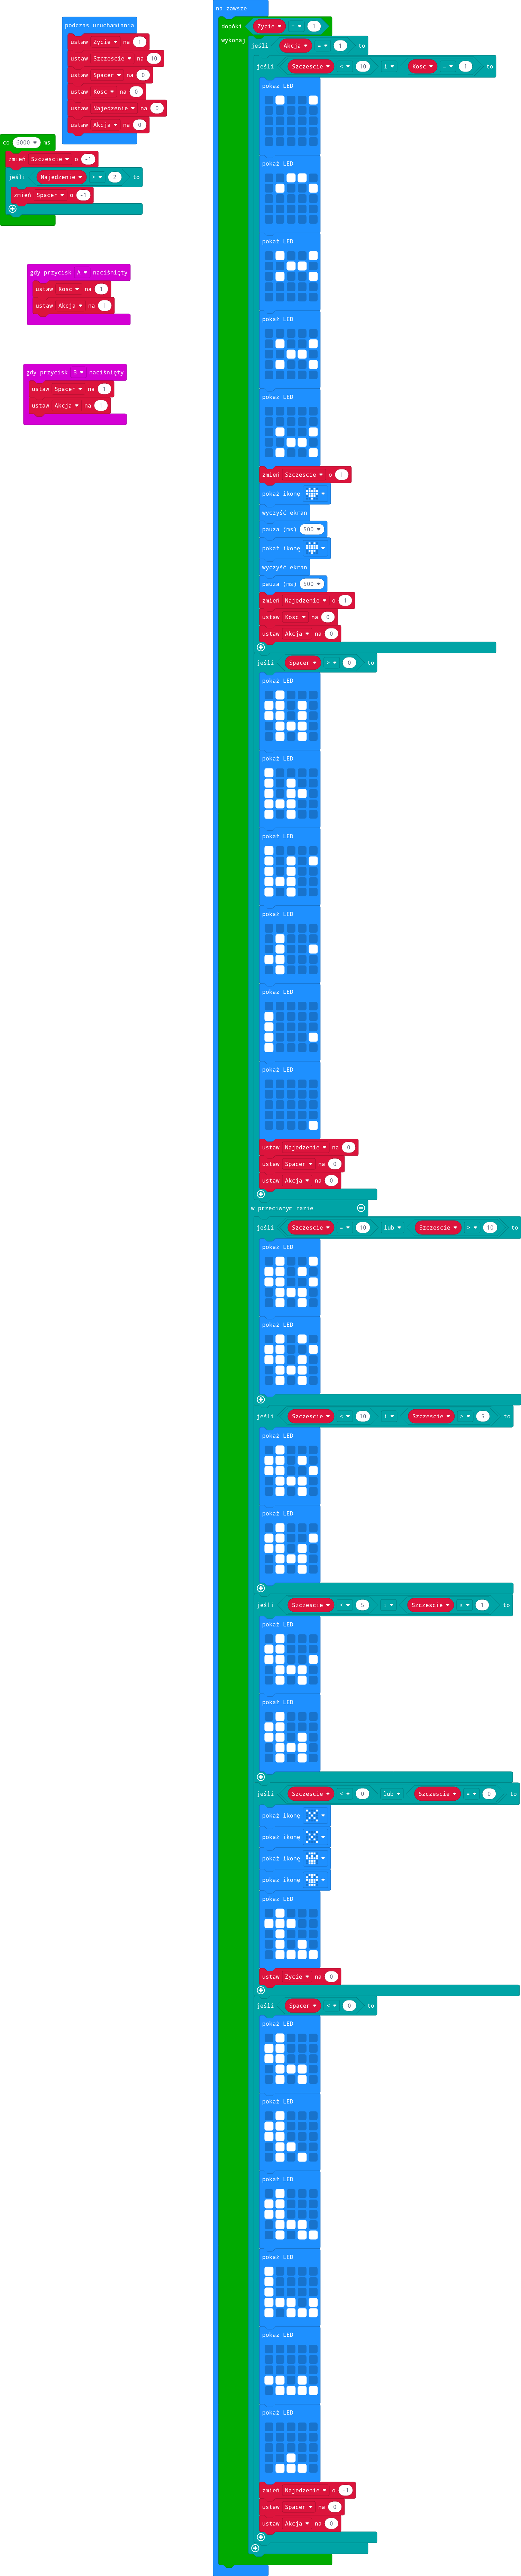 na zawsze
dopóki Zycie = 1
wykonaj
jeśli Akcja = 1 to
jeśli Szczescie < 10 i Kosc = 1 to
pokaż LED
pokaż LED
pokaż LED
pokaż LED
pokaż LED
zmień Szczescie o 1
pokaż ikonę
wyczyść ekran
pauza (ms) 500
pokaż ikonę
wyczyść ekran
pauza (ms) 500
zmień Najedzenie o 1
ustaw Kosc na 0
ustaw Akcja na 0
jeśli Spacer > 0 to
pokaż LED
pokaż LED
pokaż LED
pokaż LED
pokaż LED
pokaż LED
ustaw Najedzenie na 0
ustaw Spacer na 0
ustaw Akcja na 0
w przeciwnym razie
jeśli Szczescie = 10 lub Szczescie > 10 to
pokaż LED
pokaż LED
jeśli Szczescie < 10 i Szczescie ≥ 5 to
pokaż LED
pokaż LED
jeśli Szczescie < 5 i Szczescie ≥ 1 to
pokaż LED
pokaż LED
jeśli Szczescie < 0 lub Szczescie = 0 to
pokaż ikonę
pokaż ikonę
pokaż ikonę
pokaż ikonę
pokaż LED
ustaw Zycie na 0
jeśli Spacer < 0 to
pokaż LED
pokaż LED
pokaż LED
pokaż LED
pokaż LED
pokaż LED
zmień Najedzenie o -1
ustaw Spacer na 0
ustaw Akcja na 0
podczas uruchamiania
ustaw Zycie na 1
ustaw Szczescie na 10
ustaw Spacer na 0
ustaw Kosc na 0
ustaw Najedzenie na 0
ustaw Akcja na 0
co 6000 ms
zmień Szczescie o -1
jeśli Najedzenie > 2 to
zmień Spacer o -1
gdy przycisk A naciśnięty
ustaw Kosc na 1
ustaw Akcja na 1
gdy przycisk B naciśnięty
ustaw Spacer na 1
ustaw Akcja na 1